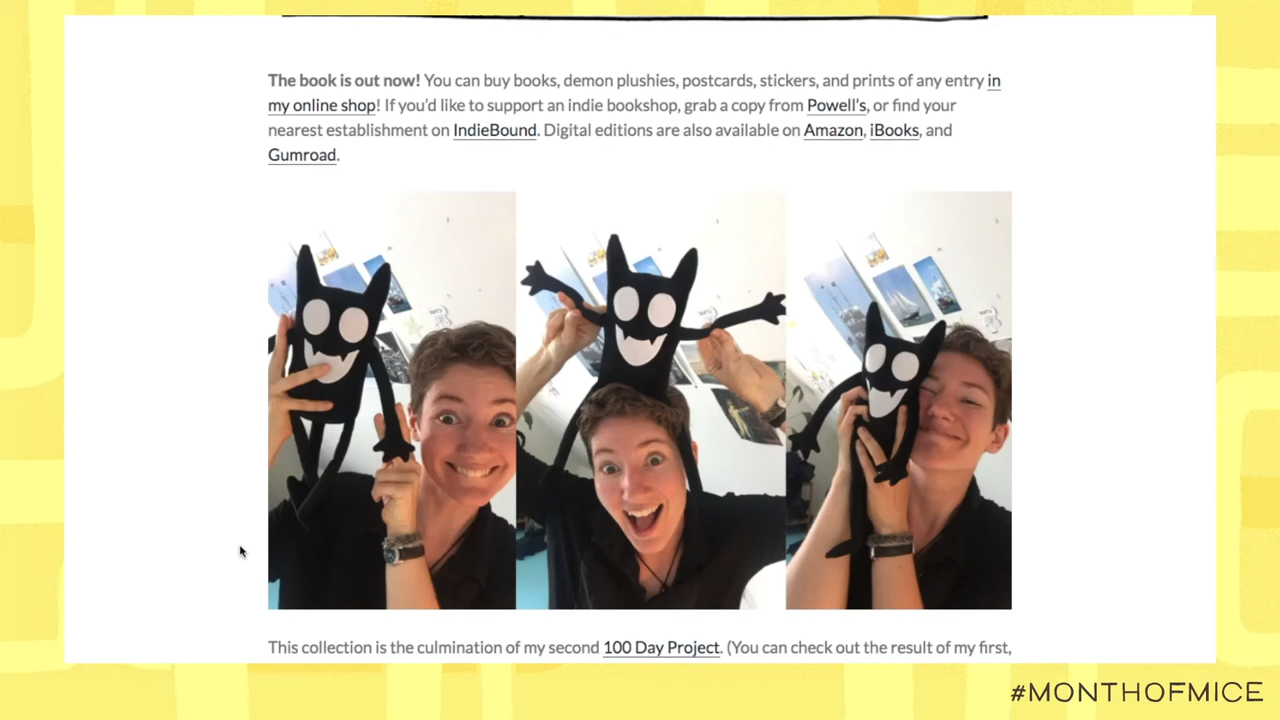 The book is out now! You can buy books, demon plushies, postcards, stickers, and prints of any entry in
my online shop! If you’d like to support an indie bookshop, grab a copy from Powell’s, or find your
nearest establishment on IndieBound. Digital editions are also available on Amazon, iBooks, and
Gumroad.
This collection is the culmination of my second 100 Day Project. (You can check out the result of my first,
#MONTHOFMICE